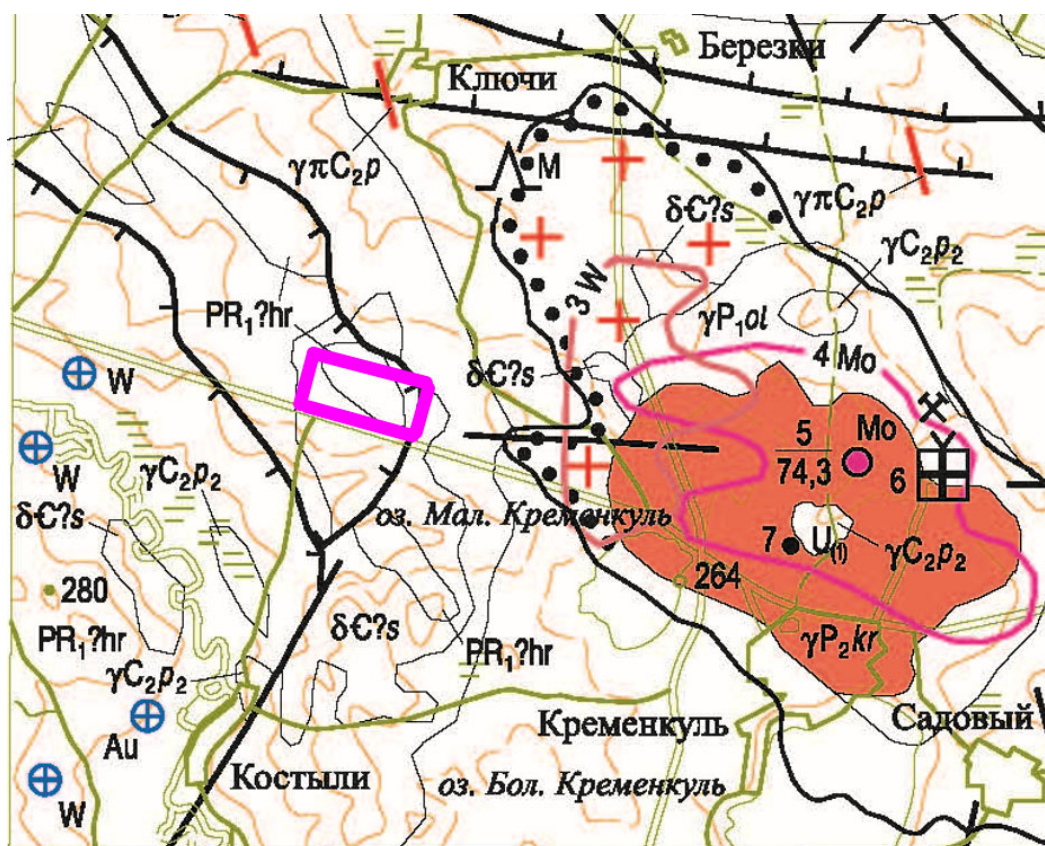 Березки
Ключи
γπC₂p
M
δЄ?s
γπC₂p
γC₂p₂
3 W
PR₁?hr
γP₁ol
4 Mo
δЄ?s
W
5
74,3
Mo
W
γC₂p₂
6
δЄ?s
оз. Мал. Кременкуль
7
U₍₁₎
γC₂p₂
264
280
δЄ?s
PR₁?hr
PR₁?hr
γP₂kr
γC₂p₂
Au
Кременкуль
Садовый
Костыли
оз. Бол. Кременкуль
W